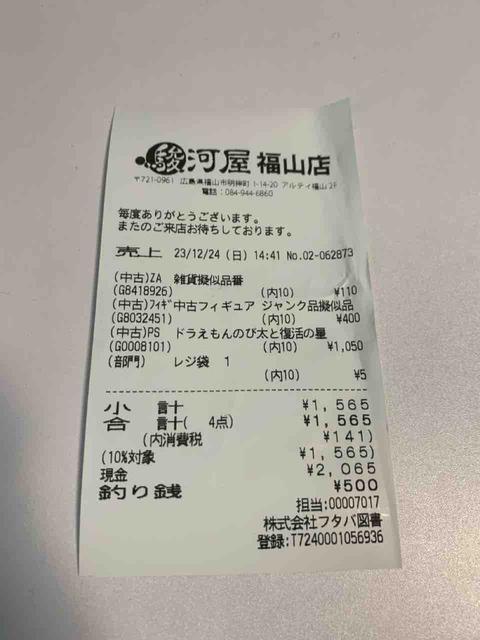 駿河屋 福山店
〒721-0961 広島県福山市明神町 1-14-20 アルティ福山 2F
電話:084-944-6860
毎度ありがとうございます。
またのご来店お待ちしております。
売上 23/12/24 (日) 14:41 No.02-062873
(中古)ZA 雑貨擬似品番
(G8418926) (内10) ¥110
(中古)フィギ中古フィギュア ジャンク品擬似品
(G8032451) (内10) ¥400
(中古)PS ドラえもんのび太と復活の星
(G0008101) (内10) ¥1,050
(部門) レジ袋 1
(内10) ¥5
小 計 ¥1,565
合 計( 4点) ¥1,565
(内消費税 ¥141)
(10%対象 ¥1,565)
現金 ¥2,065
釣り銭 ¥500
担当:00007017
株式会社フタバ図書
登録:T7240001056936